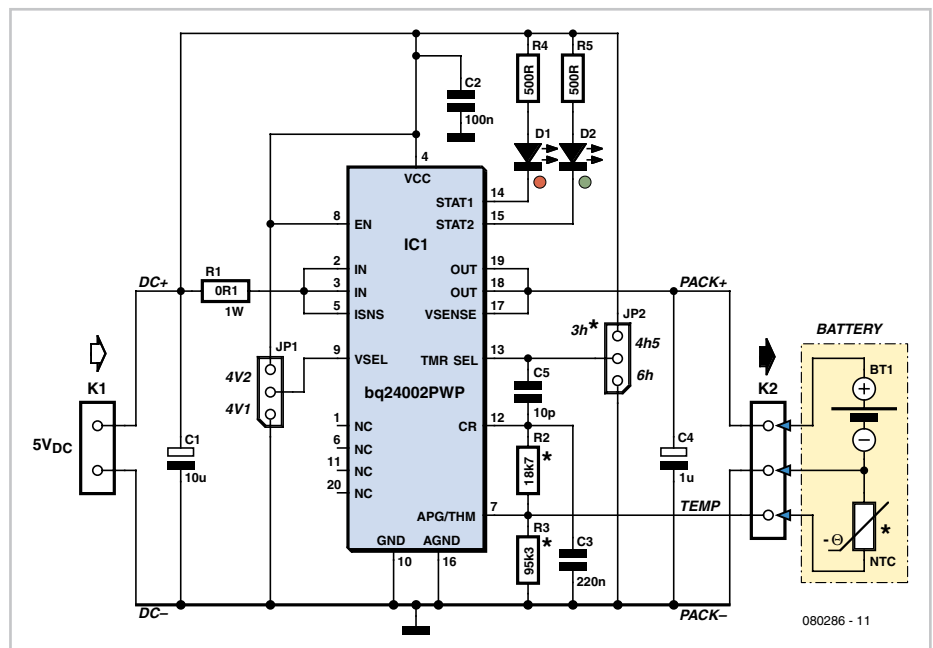 R4
R5
500R
500R
C2
100n
D1
D2
4
VCC
14
STAT1
8
EN
15
STAT2
IC1
R1
DC+
0R1
1W
2
IN
3
IN
5
ISNS
19
OUT
18
OUT
17
VSENSE
PACK+
JP2
3h*
4h5
6h
BATTERY
JP1
4V2
4V1
9
VSEL
13
TMR SEL
K1
5VDC
bq24002PWP
C5
10p
K2
BT1
+
–
1
NC
6
NC
11
NC
20
NC
12
CR
R2
*
18k7
C1
10u
C4
1u
7
APG/THM
TEMP
R3
*
95k3
C3
220n
-Θ
*
NTC
GND
AGND
10
16
DC–
PACK–
080286 - 11